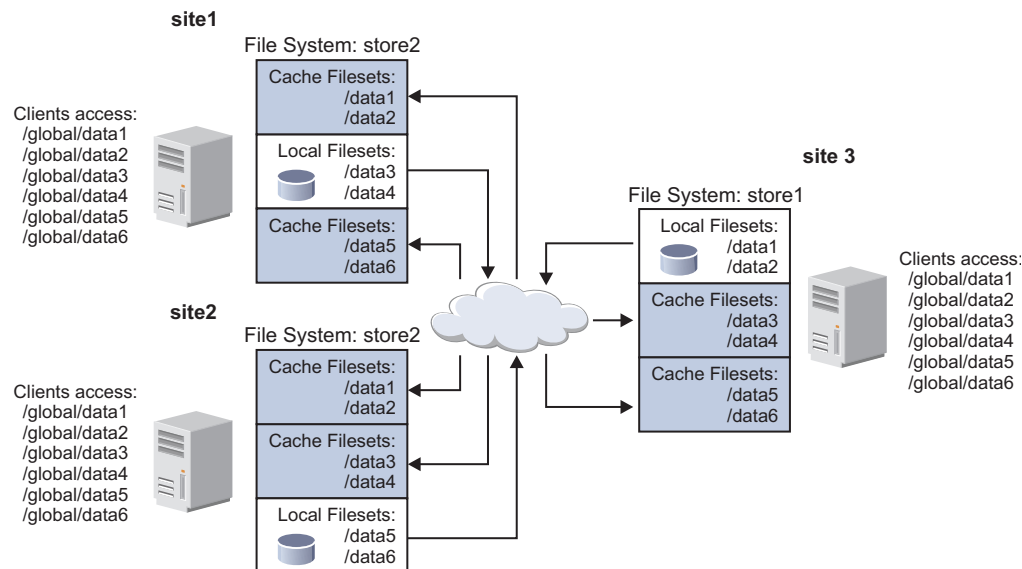 site1
File System: store2
Cache Filesets:
/data1
/data2
Local Filesets:
/data3
/data4
Cache Filesets:
/data5
/data6
Clients access:
/global/data1
/global/data2
/global/data3
/global/data4
/global/data5
/global/data6
site2
File System: store2
Cache Filesets:
/data1
/data2
Cache Filesets:
/data3
/data4
Local Filesets:
/data5
/data6
Clients access:
/global/data1
/global/data2
/global/data3
/global/data4
/global/data5
/global/data6
site 3
File System: store1
Local Filesets:
/data1
/data2
Cache Filesets:
/data3
/data4
Cache Filesets:
/data5
/data6
Clients access:
/global/data1
/global/data2
/global/data3
/global/data4
/global/data5
/global/data6